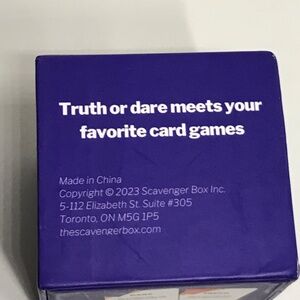 Truth or dare meets your
favorite card games
Made in China
Copyright © 2023 Scavenger Box Inc.
5-112 Elizabeth St. Suite #305
Toronto, ON M5G 1P5
thescavengerbox.com